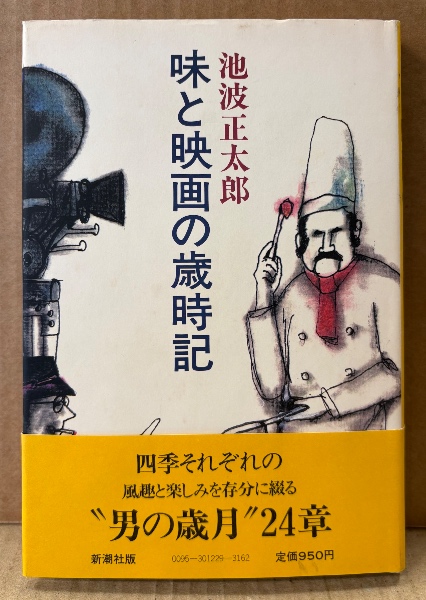 池波正太郎
味と映画の歳時記
四季それぞれの
風趣と楽しみを存分に綴る
〝男の歳月〟24章
新潮社版 0095—301229—3162 定価950円